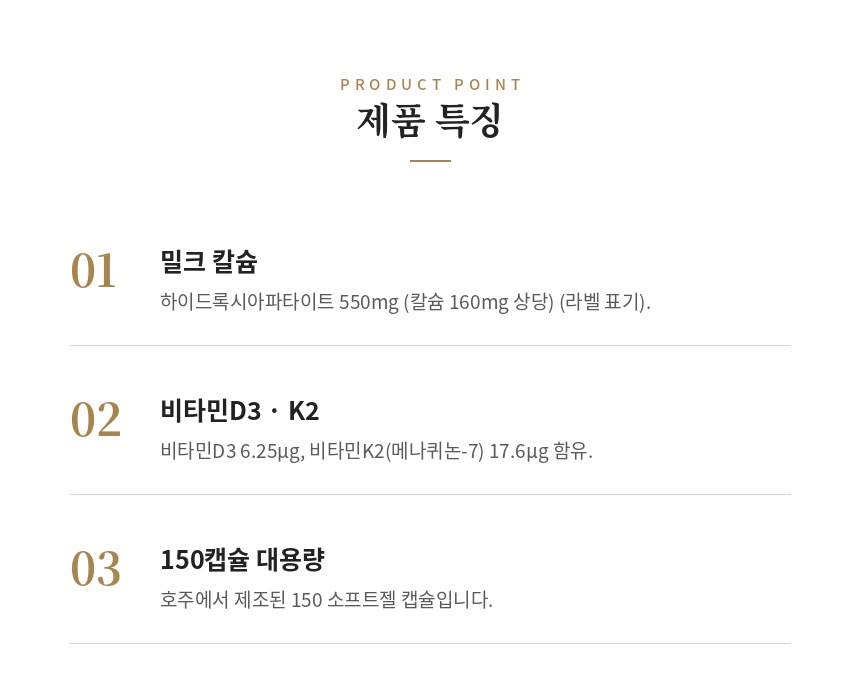 PRODUCT POINT
제품 특징
01
밀크 칼슘
하이드록시아파타이트 550mg (칼슘 160mg 상당) (라벨 표기).
02
비타민D3 · K2
비타민D3 6.25μg, 비타민K2(메나퀴논-7) 17.6μg 함유.
03
150캡슐 대용량
호주에서 제조된 150 소프트젤 캡슐입니다.